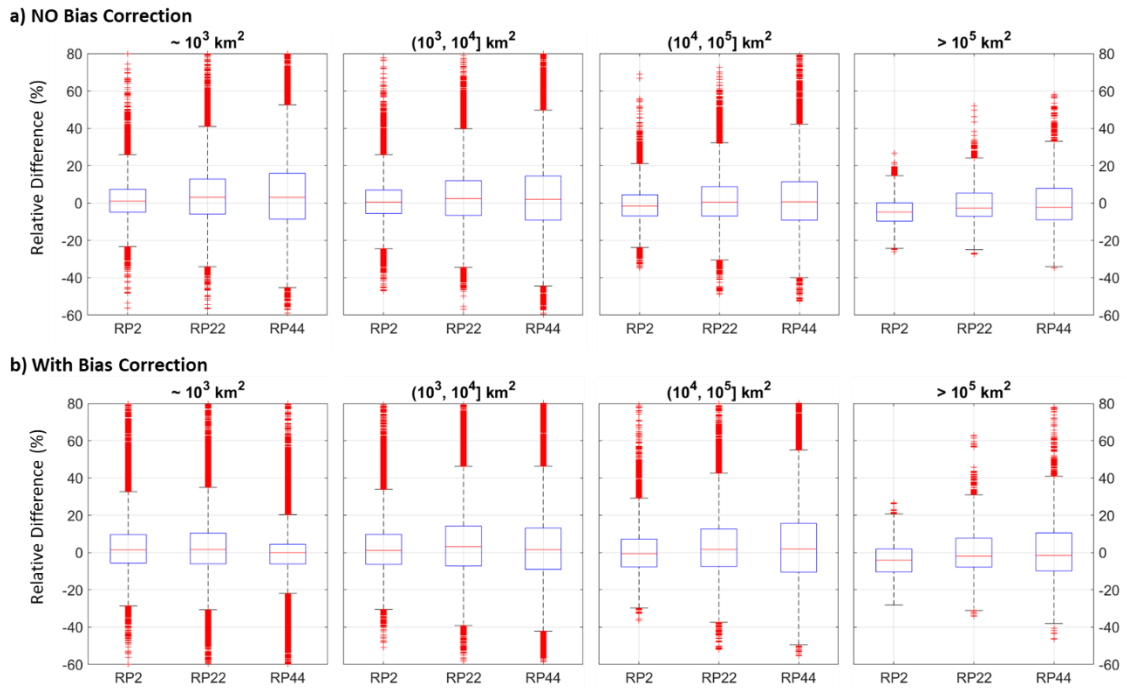 a) NO Bias Correction
~ 10³ km² (10³, 10⁴] km² (10⁴, 10⁵] km² > 10⁵ km²
Relative Difference (%)
80 80
60 60
40 40
20 20
0 0
-20 -20
-40 -40
-60 -60
RP2 RP22 RP44 RP2 RP22 RP44 RP2 RP22 RP44 RP2 RP22 RP44
b) With Bias Correction
~ 10³ km² (10³, 10⁴] km² (10⁴, 10⁵] km² > 10⁵ km²
Relative Difference (%)
80 80
60 60
40 40
20 20
0 0
-20 -20
-40 -40
-60 -60
RP2 RP22 RP44 RP2 RP22 RP44 RP2 RP22 RP44 RP2 RP22 RP44